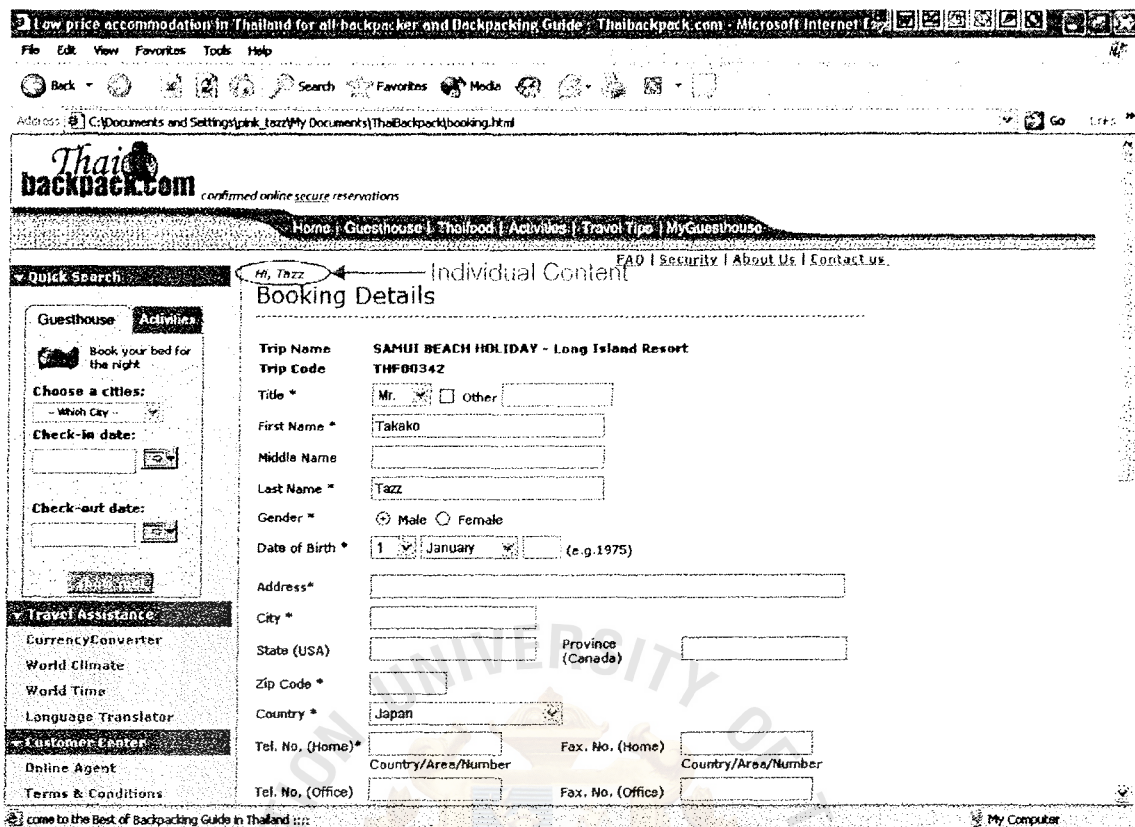 Low price accommodation in Thailand for all backpacker and Backpacking Guide - Thaibackpack.com - Microsoft Internet
File Edit View Favorites Tools Help
Back Search Favorites Media
Address C:\Documents and Settings\pink_tazz\My Documents\ThaiBackpack\booking.html Go Links »
Thai
backpack.com confirmed online secure reservations
Home | Guesthouse | Thaifood | Activities | Travel Tips | MyGuesthouse
FAQ | Security | About Us | Contact us
Quick Search
Hi, Tazz Individual Content
Booking Details
Guesthouse Activities
Book your bed for
the night
Choose a cities:
-- Which City --
Check-in date:
Check-out date:
Trip Name SAMUI BEACH HOLIDAY - Long Island Resort
Trip Code THF00342
Title * Mr. Other
First Name * Takako
Middle Name
Last Name * Tazz
Gender * Male Female
Date of Birth * 1 January (e.g.1975)
Address*
City *
State (USA) Province
(Canada)
Zip Code *
Country * Japan
Tel. No. (Home)* Fax. No. (Home)
Country/Area/Number Country/Area/Number
Tel. No. (Office) Fax. No. (Office)
Travel Assistance
CurrencyConverter
World Climate
World Time
Language Translator
Customer Center
Online Agent
Terms & Conditions
come to the Best of Backpacking Guide in Thailand :::: My Computer
UNIVERSITY OF